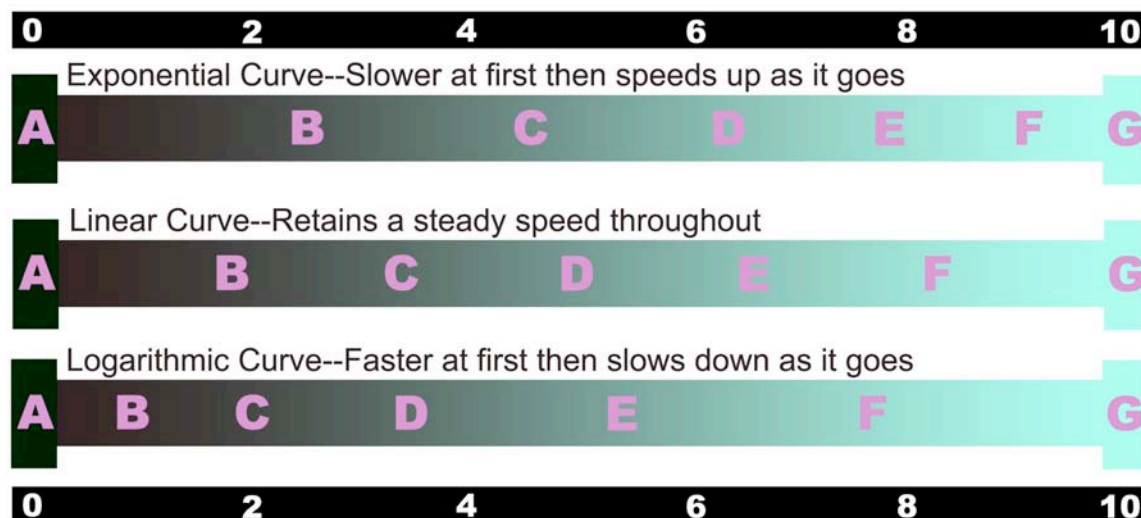 0 2 4 6 8 10
Exponential Curve--Slower at first then speeds up as it goes
A B C D E F G
Linear Curve--Retains a steady speed throughout
A B C D E F G
Logarithmic Curve--Faster at first then slows down as it goes
A B C D E F G
0 2 4 6 8 10